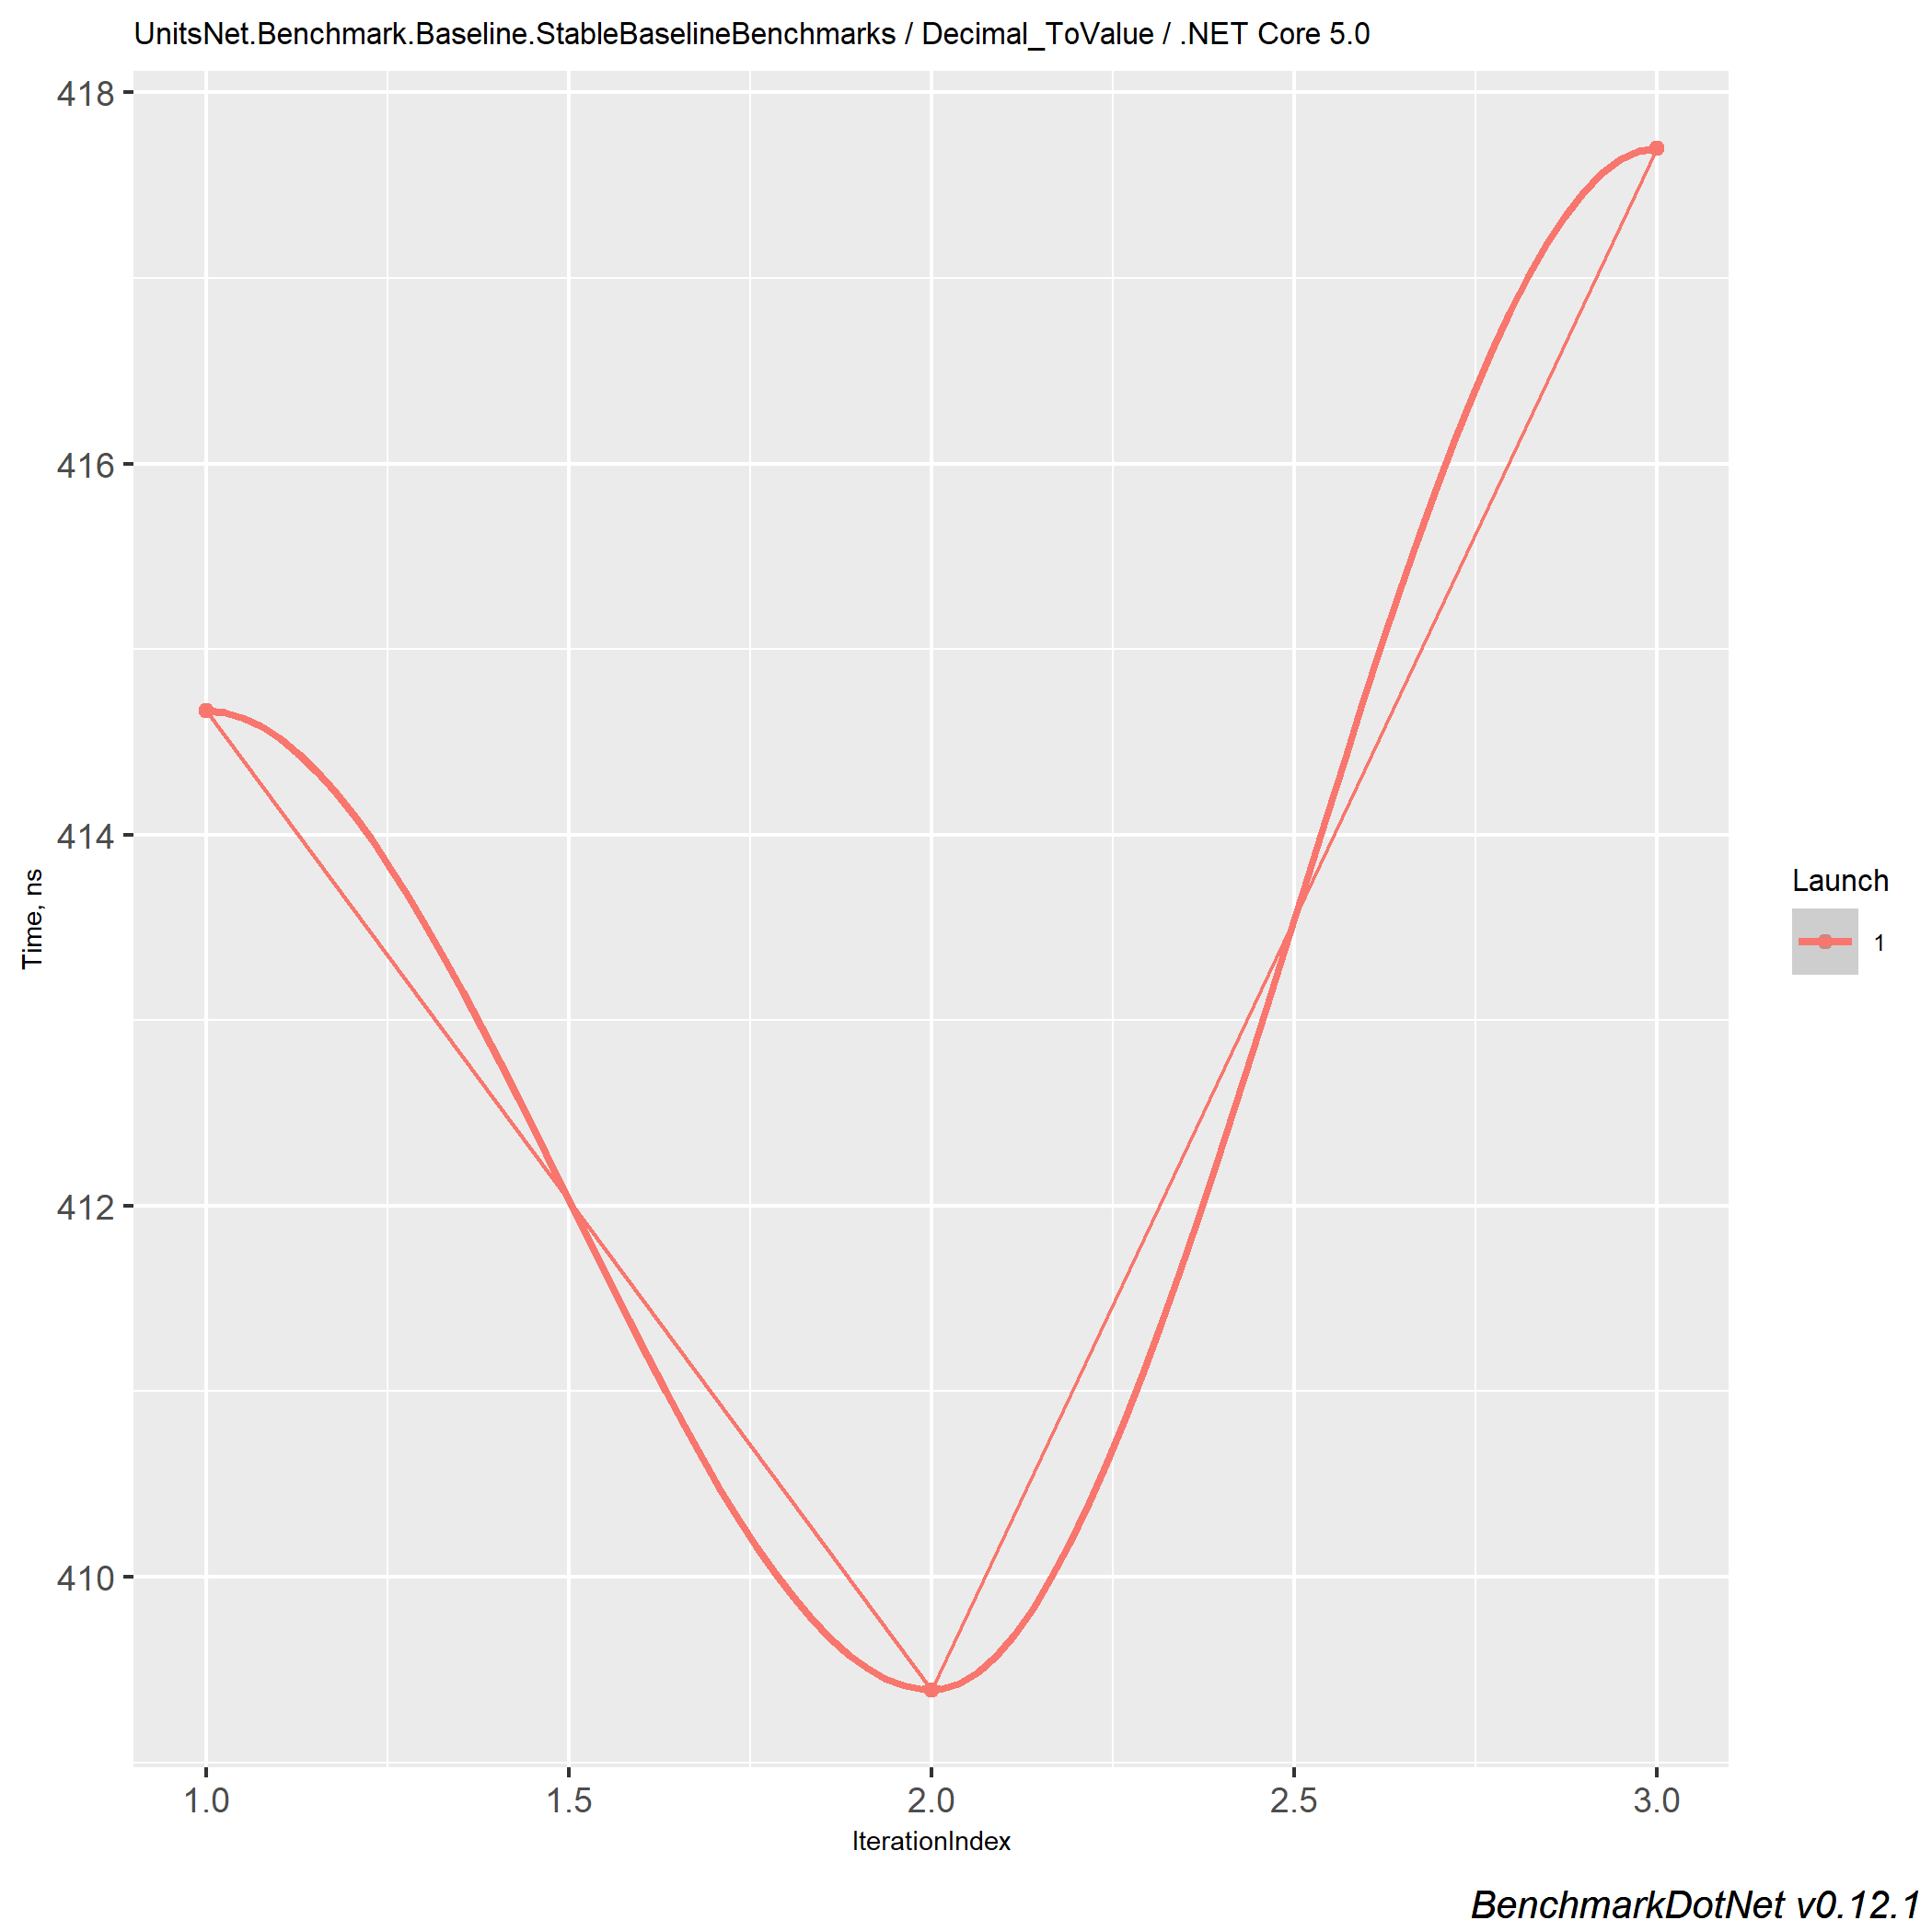 UnitsNet.Benchmark.Baseline.StableBaselineBenchmarks / Decimal_ToValue / .NET Core 5.0
418
416
414
412
410
Time, ns
1.0 1.5 2.0 2.5 3.0
IterationIndex
Launch
1
BenchmarkDotNet v0.12.1